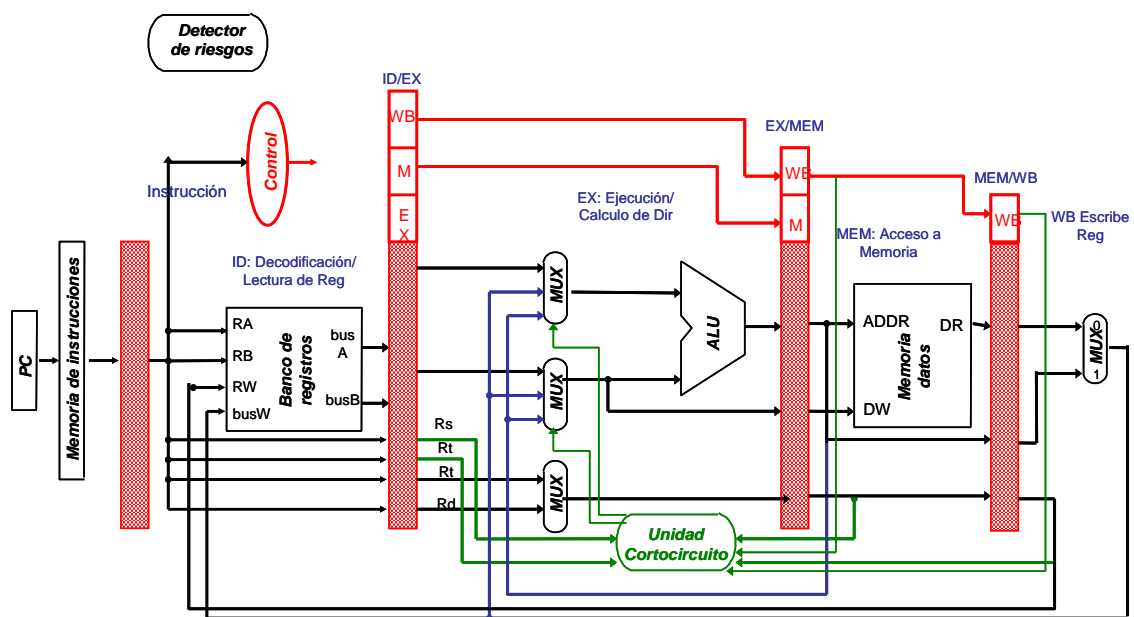 Detector
de riesgos
ID/EX
WB
M
E
X
Control
Instrucción
EX/MEM
WB
M
EX: Ejecución/
Calculo de Dir
MEM/WB
WB
WB Escribe
Reg
MEM: Acceso a
Memoria
ID: Decodificación/
Lectura de Reg
PC
Memoria de instrucciones
RA
RB
RW
busW
Banco de
registros
bus
A
busB
MUX
MUX
MUX
ALU
ADDR
DR
DW
Memoria
datos
0
MUX
1
Rs
Rt
Rt
Rd
Unidad
Cortocircuito